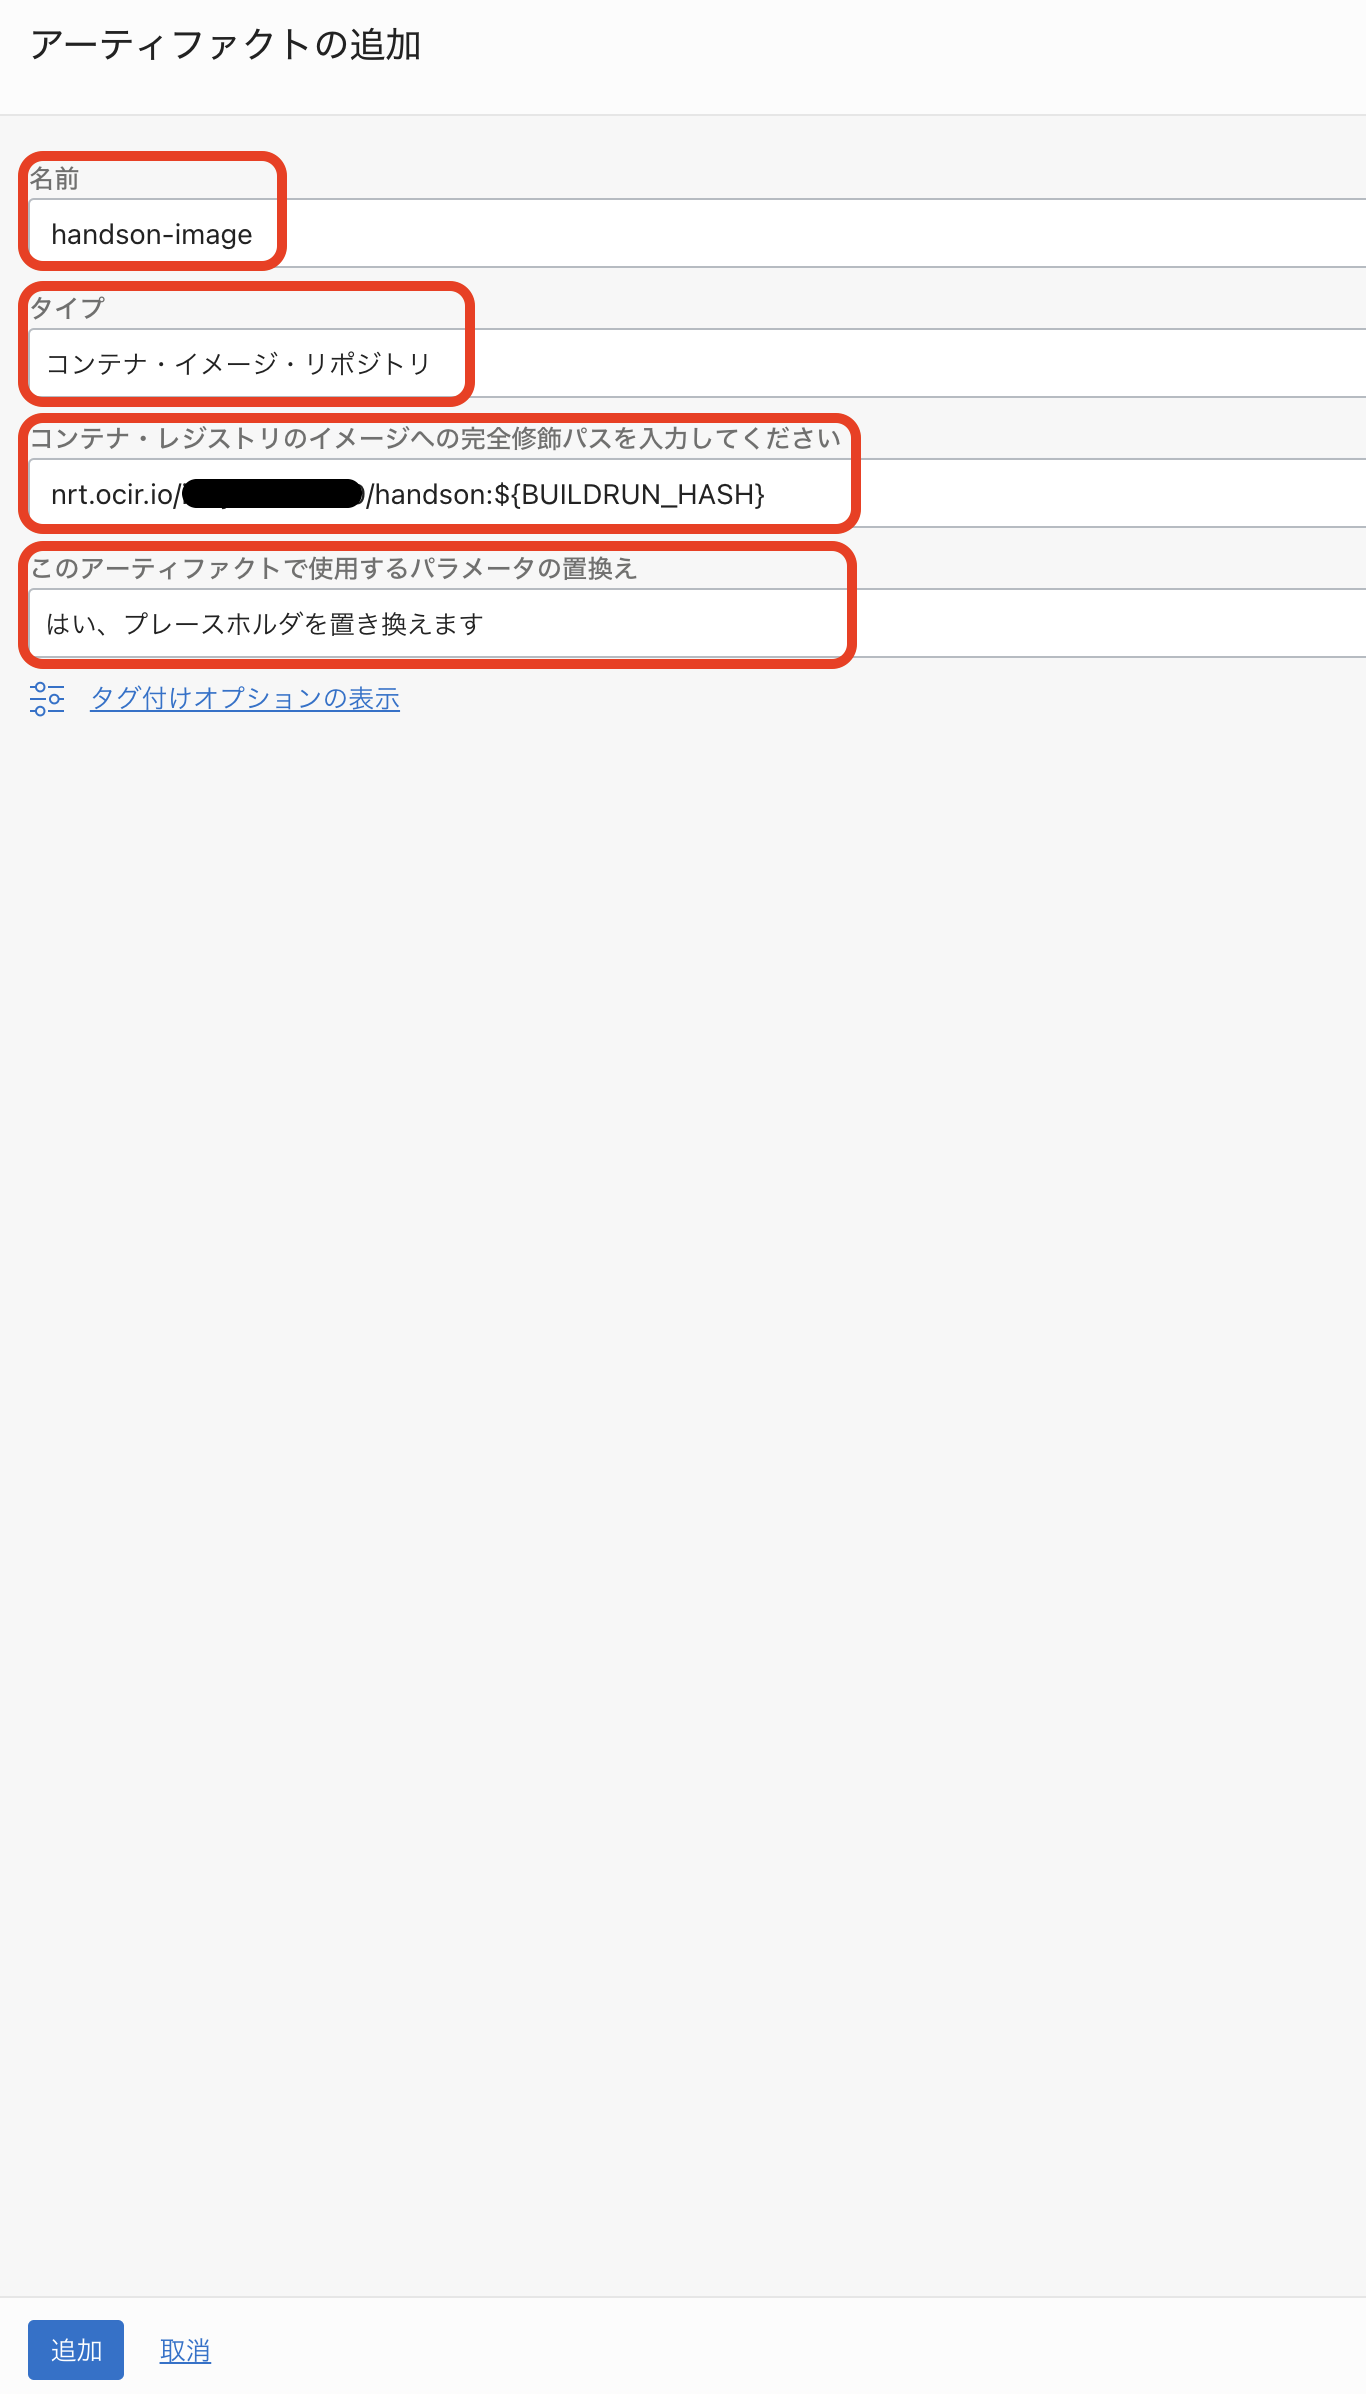 アーティファクトの追加
名前
handson-image
タイプ
コンテナ・イメージ・リポジトリ
コンテナ・レジストリのイメージへの完全修飾パスを入力してください
nrt.ocir.io/ /handson:${BUILDRUN_HASH}
このアーティファクトで使用するパラメータの置換え
はい、プレースホルダを置き換えます
タグ付けオプションの表示
追加 取消